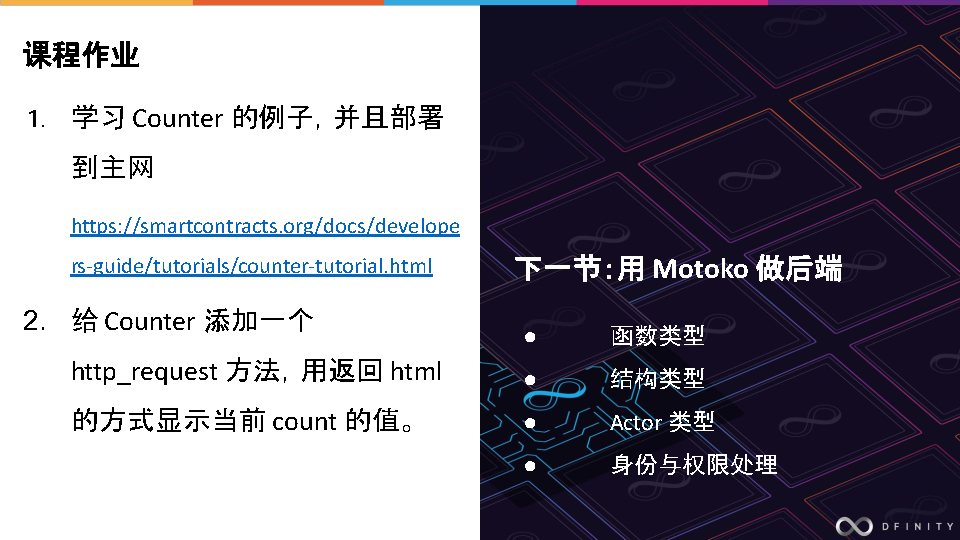 课程作业
1. 学习 Counter 的例子，并且部署
到主网
https://smartcontracts.org/docs/develope
rs-guide/tutorials/counter-tutorial.html
2. 给 Counter 添加一个
http_request 方法，用返回 html
的方式显示当前 count 的值。
下一节：用 Motoko 做后端
● 函数类型
● 结构类型
● Actor 类型
● 身份与权限处理
DFINITY